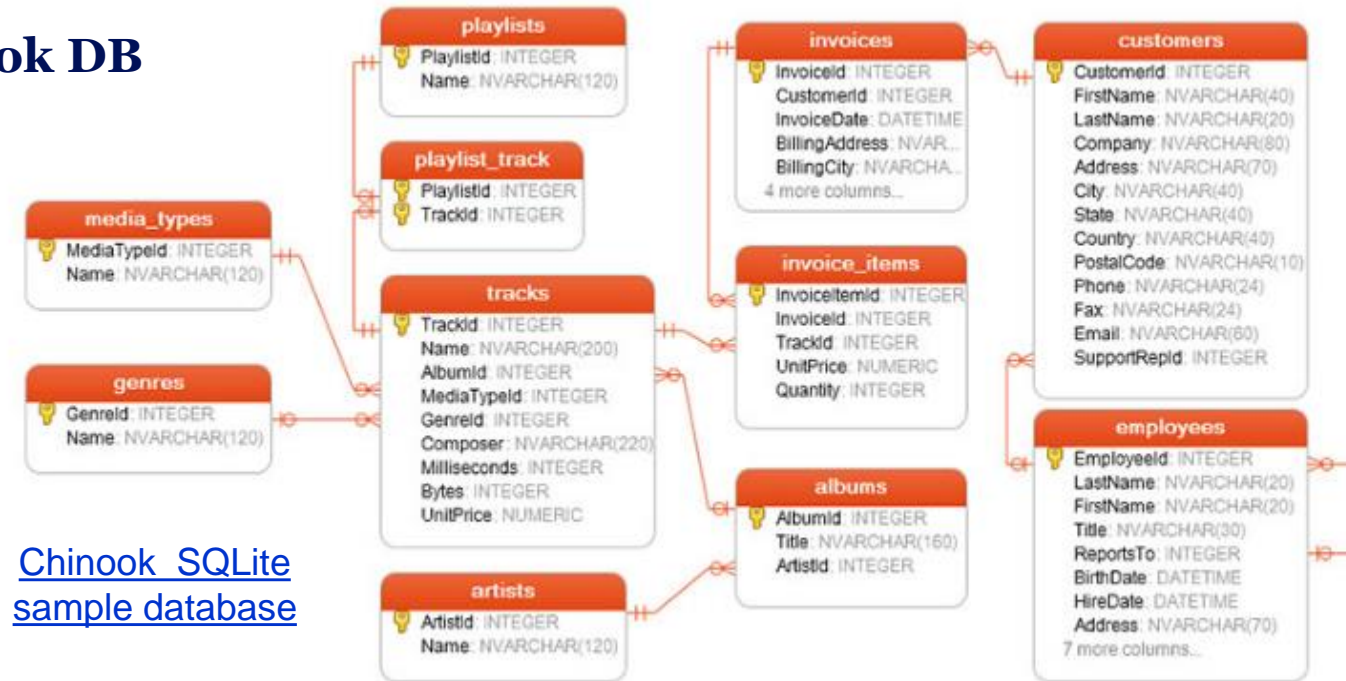 ok DB
playlists
PlaylistId: INTEGER
Name: NVARCHAR(120)
playlist_track
PlaylistId: INTEGER
TrackId: INTEGER
media_types
MediaTypeId: INTEGER
Name: NVARCHAR(120)
genres
GenreId: INTEGER
Name: NVARCHAR(120)
tracks
TrackId: INTEGER
Name: NVARCHAR(200)
AlbumId: INTEGER
MediaTypeId: INTEGER
GenreId: INTEGER
Composer: NVARCHAR(220)
Milliseconds: INTEGER
Bytes: INTEGER
UnitPrice: NUMERIC
artists
ArtistId: INTEGER
Name: NVARCHAR(120)
Chinook SQLite
sample database
invoices
InvoiceId: INTEGER
CustomerId: INTEGER
InvoiceDate: DATETIME
BillingAddress: NVAR...
BillingCity: NVARCHA...
4 more columns...
invoice_items
InvoiceItemId: INTEGER
InvoiceId: INTEGER
TrackId: INTEGER
UnitPrice: NUMERIC
Quantity: INTEGER
albums
AlbumId: INTEGER
Title: NVARCHAR(160)
ArtistId: INTEGER
customers
CustomerId: INTEGER
FirstName: NVARCHAR(40)
LastName: NVARCHAR(20)
Company: NVARCHAR(80)
Address: NVARCHAR(70)
City: NVARCHAR(40)
State: NVARCHAR(40)
Country: NVARCHAR(40)
PostalCode: NVARCHAR(10)
Phone: NVARCHAR(24)
Fax: NVARCHAR(24)
Email: NVARCHAR(60)
SupportRepId: INTEGER
employees
EmployeeId: INTEGER
LastName: NVARCHAR(20)
FirstName: NVARCHAR(20)
Title: NVARCHAR(30)
ReportsTo: INTEGER
BirthDate: DATETIME
HireDate: DATETIME
Address: NVARCHAR(70)
7 more columns...